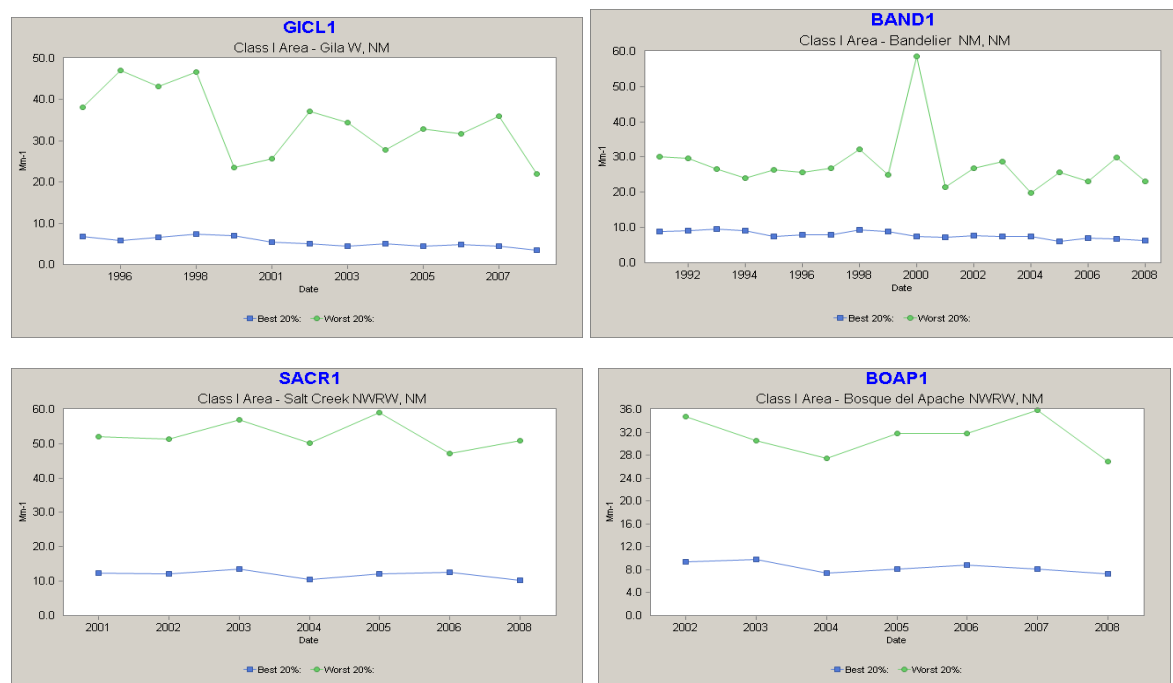 GICL1
Class I Area - Gila W, NM
50.0
40.0
30.0
20.0
10.0
0.0
Mm-1
1996 1998 2001 2003 2005 2007
Date
Best 20%: Worst 20%:
BAND1
Class I Area - Bandelier NM, NM
60.0
50.0
40.0
30.0
20.0
10.0
0.0
Mm-1
1992 1994 1996 1998 2000 2002 2004 2006 2008
Date
Best 20%: Worst 20%:
SACR1
Class I Area - Salt Creek NWRW, NM
60.0
50.0
40.0
30.0
20.0
10.0
0.0
Mm-1
2001 2002 2003 2004 2005 2006 2008
Date
Best 20%: Worst 20%:
BOAP1
Class I Area - Bosque del Apache NWRW, NM
36.0
32.0
28.0
24.0
20.0
16.0
12.0
8.0
4.0
0.0
Mm-1
2002 2003 2004 2005 2006 2007 2008
Date
Best 20%: Worst 20%: